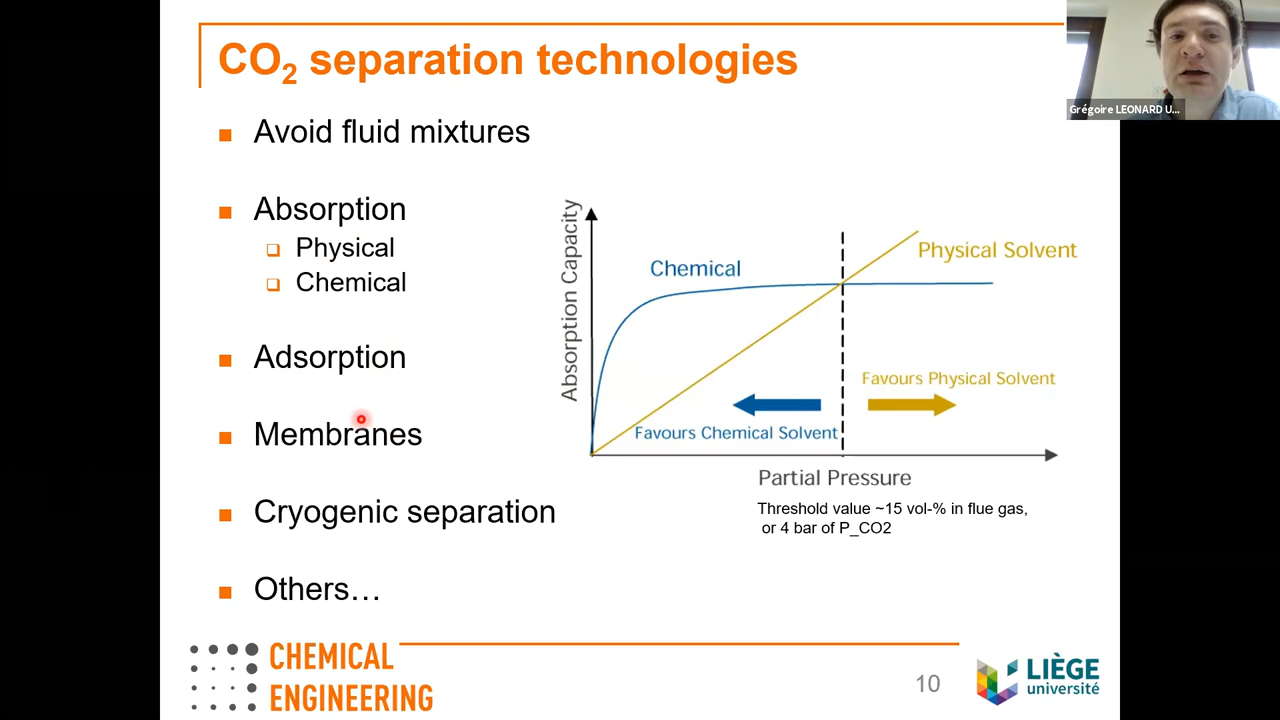 CO2 separation technologies
Grégoire LEONARD U...
Avoid fluid mixtures
Absorption
Physical
Chemical
Adsorption
Membranes
Cryogenic separation
Others…
Absorption Capacity
Chemical
Physical Solvent
Favours Physical Solvent
Favours Chemical Solvent
Partial Pressure
Threshold value ~15 vol-% in flue gas,
or 4 bar of P_CO2
CHEMICAL
ENGINEERING
10
LIÈGE
université